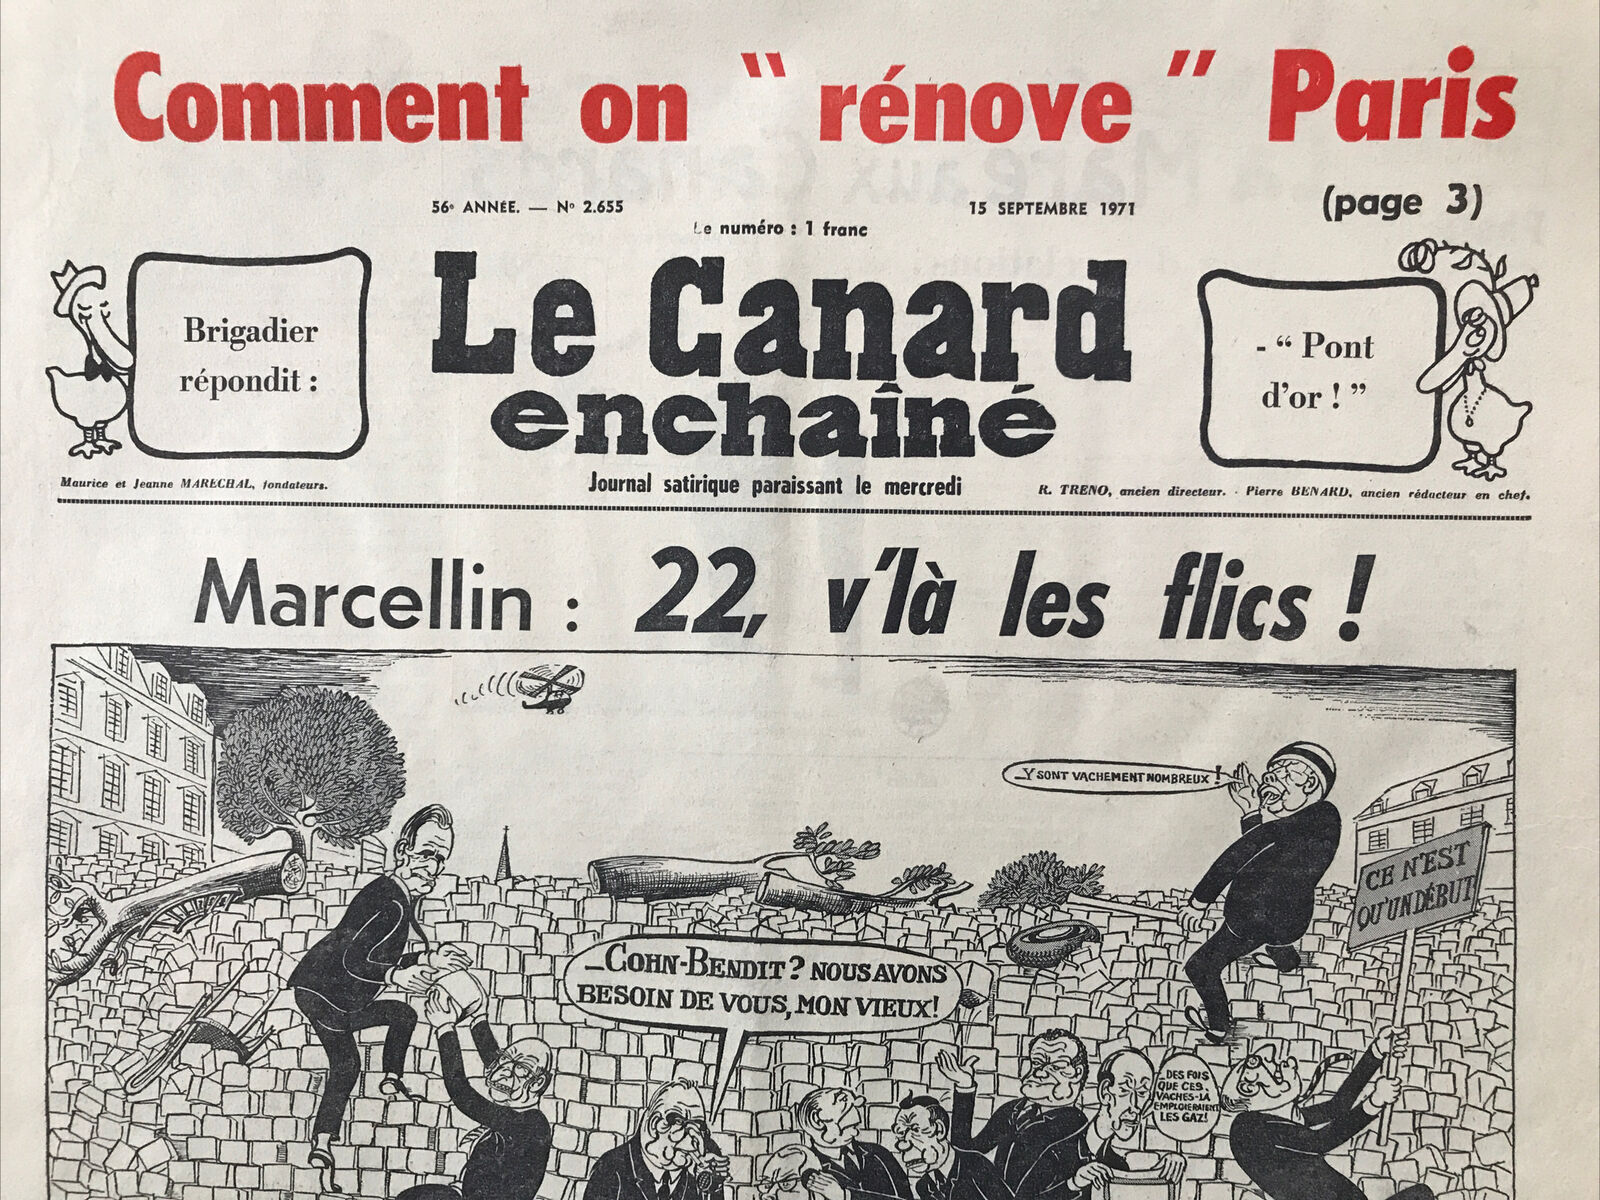 Comment on “ rénove ” Paris
(page 3)
56e ANNÉE. — No 2.655
15 SEPTEMBRE 1971
Le numéro : 1 franc
Brigadier
répondit :
Le Canard
enchaîné
- “ Pont
d’or ! ”
Maurice et Jeanne MARECHAL, fondateurs.
Journal satirique paraissant le mercredi
R. TRENO, ancien directeur. - Pierre BENARD, ancien rédacteur en chef.
Marcellin : 22, v’là les flics !
_Y SONT VACHEMENT NOMBREUX !
CE N'EST
QU'UN DÉBUT
_COHN-BENDIT ? NOUS AVONS
BESOIN DE VOUS, MON VIEUX !
_DES FOIS
QUE CES
VACHES-LÀ
EMPLOIERAIENT
LES GAZ!